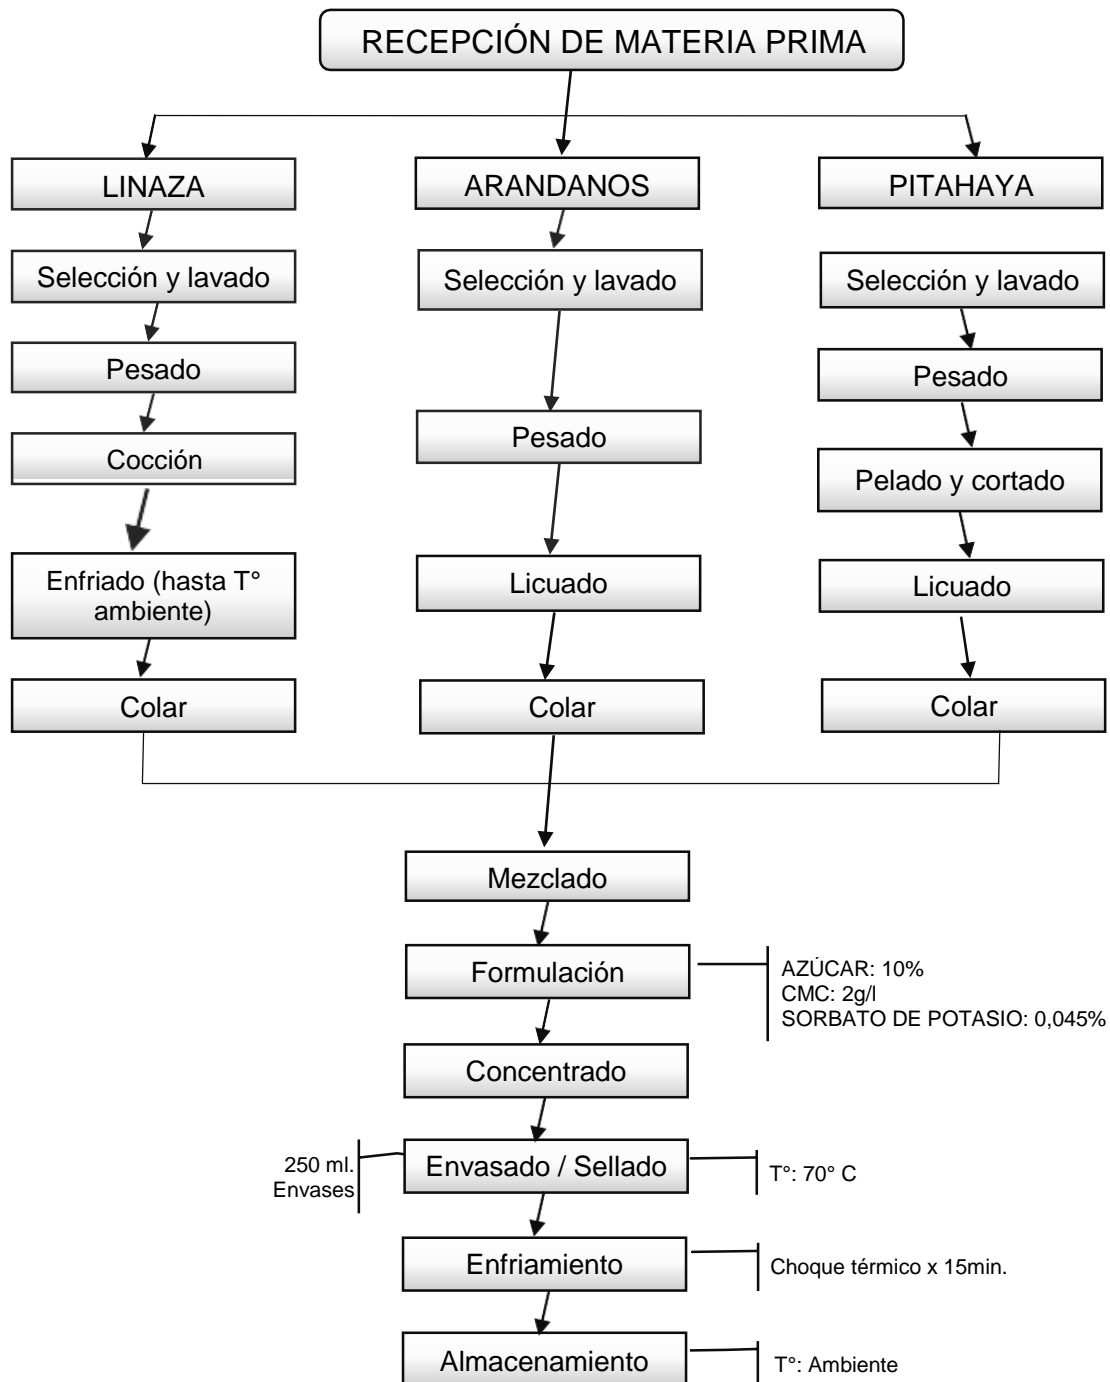 RECEPCIÓN DE MATERIA PRIMA
LINAZA
Selección y lavado
Pesado
Cocción
Enfriado (hasta T°
ambiente)
Colar
ARANDANOS
Selección y lavado
Pesado
Licuado
Colar
PITAHAYA
Selección y lavado
Pesado
Pelado y cortado
Licuado
Colar
Mezclado
Formulación
AZÚCAR: 10%
CMC: 2g/l
SORBATO DE POTASIO: 0,045%
Concentrado
250 ml.
Envases
Envasado / Sellado
T°: 70° C
Enfriamiento
Choque térmico x 15min.
Almacenamiento
T°: Ambiente